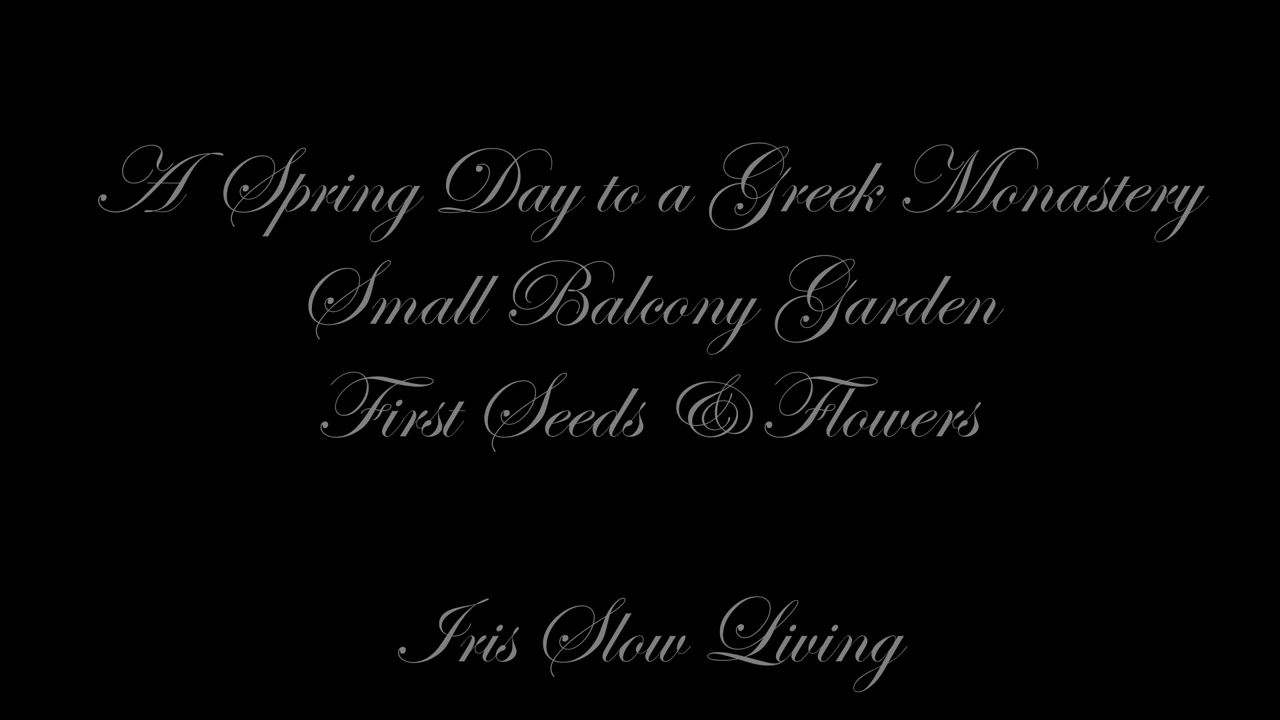 A Spring Day to a Greek Monastery
Small Balcony Garden
First Seeds & Flowers
Iris Slow Living